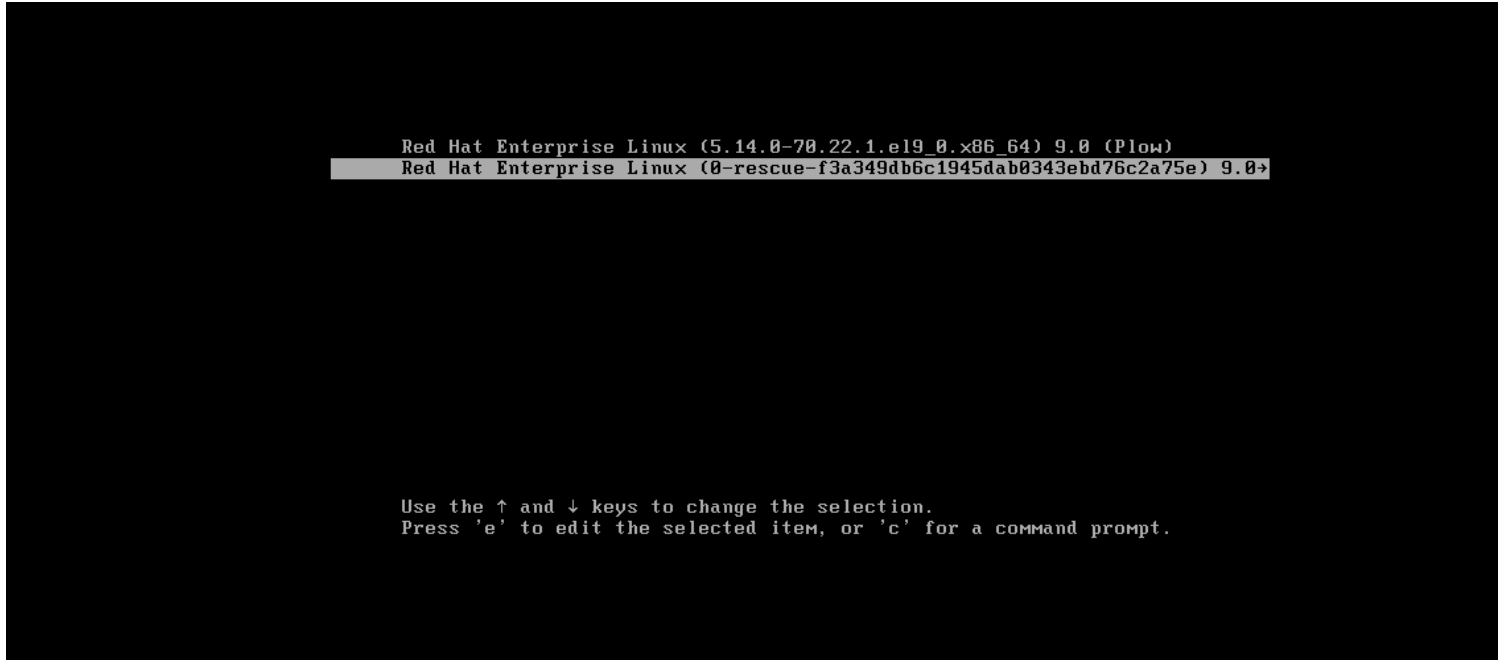 Red Hat Enterprise Linux (5.14.0-70.22.1.el9_0.x86_64) 9.0 (Plow)
Red Hat Enterprise Linux (0-rescue-f3a349db6c1945dab0343ebd76c2a75e) 9.0→
Use the ↑ and ↓ keys to change the selection.
Press 'e' to edit the selected item, or 'c' for a command prompt.